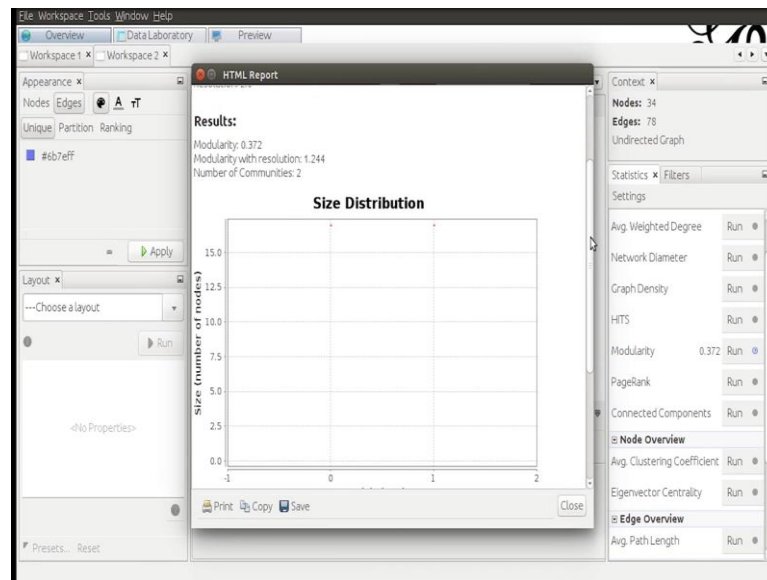 File Workspace Tools Window Help
Overview Data Laboratory Preview
Workspace 1 × Workspace 2 ×
Appearance ×
Nodes Edges A TT
Unique Partition Ranking
#6b7eff
Apply
Layout ×
---Choose a layout
Run
<No Properties>
Presets... Reset
HTML Report
Results:
Modularity: 0.372
Modularity with resolution: 1.244
Number of Communities: 2
Size Distribution
Size (number of nodes)
15.0
12.5
10.0
7.5
5.0
2.5
0.0
-1 0 1 2
Print Copy Save Close
Context ×
Nodes: 34
Edges: 78
Undirected Graph
Statistics × Filters
Settings
Avg. Weighted Degree Run
Network Diameter Run
Graph Density Run
HITS Run
Modularity 0.372 Run
PageRank Run
Connected Components Run
Node Overview
Avg. Clustering Coefficient Run
Eigenvector Centrality Run
Edge Overview
Avg. Path Length Run